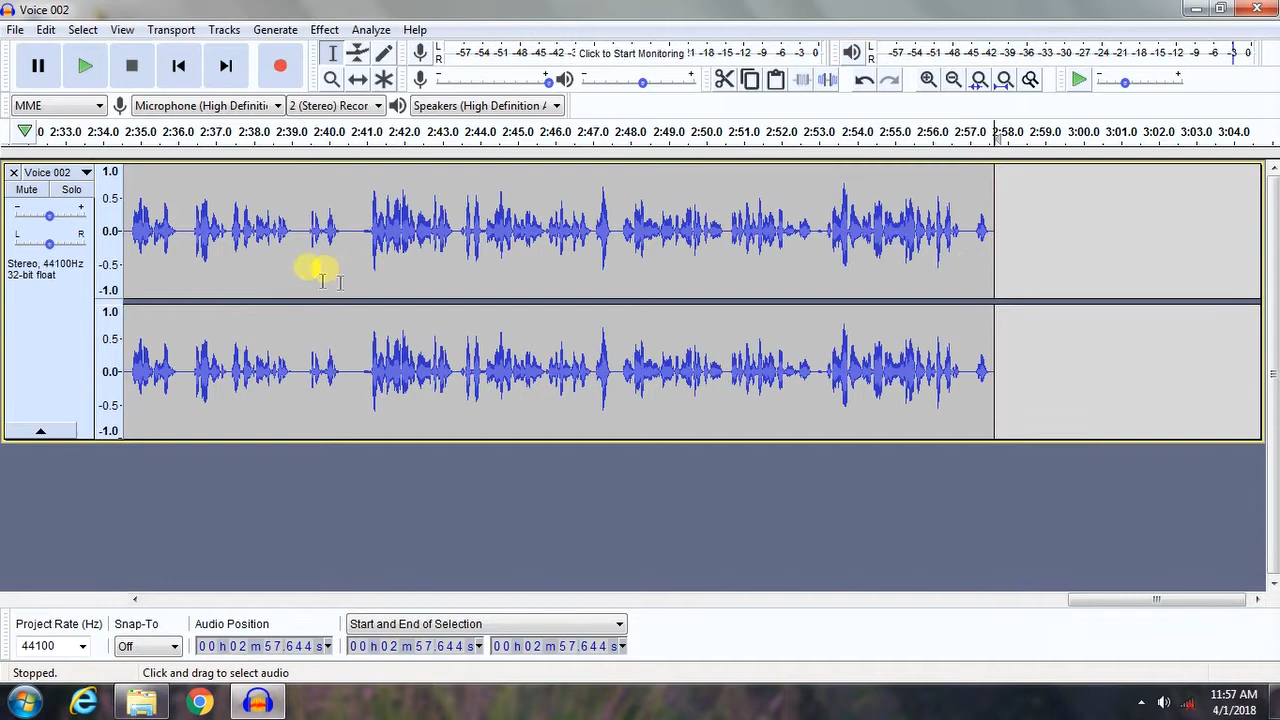 Voice 002
File Edit Select View Transport Tracks Generate Effect Analyze Help
L R -57 -54 -51 -48 -45 -42 Click to Start Monitoring -18 -15 -12 -9 -6 -3 0 L R -57 -54 -51 -48 -45 -42 -39 -36 -33 -30 -27 -24 -21 -18 -15 -12 -9 -6 -3 0
- + - + - +
MME Microphone (High Definiti 2 (Stereo) Recor Speakers (High Definition A
0 2:33.0 2:34.0 2:35.0 2:36.0 2:37.0 2:38.0 2:39.0 2:40.0 2:41.0 2:42.0 2:43.0 2:44.0 2:45.0 2:46.0 2:47.0 2:48.0 2:49.0 2:50.0 2:51.0 2:52.0 2:53.0 2:54.0 2:55.0 2:56.0 2:57.0 2:58.0 2:59.0 3:00.0 3:01.0 3:02.0 3:03.0 3:04.0
Voice 002 1.0
Mute Solo 0.5
- +
L R 0.0
Stereo, 44100Hz -0.5
32-bit float
-1.0
1.0
0.5
0.0
-0.5
-1.0
Project Rate (Hz) Snap-To Audio Position Start and End of Selection
44100 Off 00 h 02 m 57.644 s 00 h 02 m 57.644 s 00 h 02 m 57.644 s
Stopped. Click and drag to select audio
11:57 AM
4/1/2018